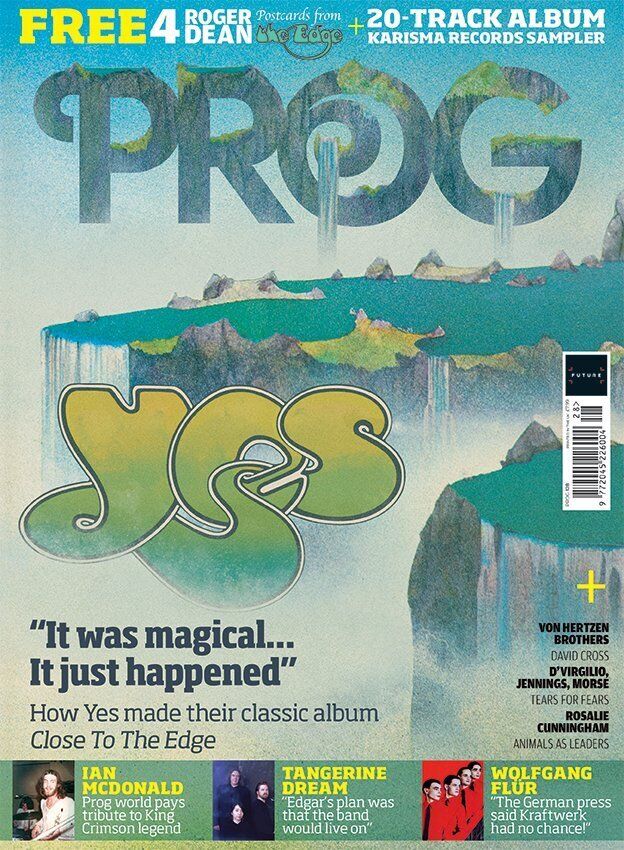 FREE 4 ROGER DEAN Postcards from the Edge + 20-TRACK ALBUM
KARISMA RECORDS SAMPLER
PROG
FUTURE
28>
9 772045 226004
YES
"It was magical...
It just happened"
How Yes made their classic album
Close To The Edge
+
VON HERTZEN
BROTHERS
DAVID CROSS
D'VIRGILIO,
JENNINGS, MORSE
TEARS FOR FEARS
ROSALIE
CUNNINGHAM
ANIMALS AS LEADERS
IAN
MCDONALD
Prog world pays
tribute to King
Crimson legend
TANGERINE
DREAM
"Edgar's plan was
that the band
would live on"
WOLFGANG
FLÜR
"The German press
said Kraftwerk
had no chance!"